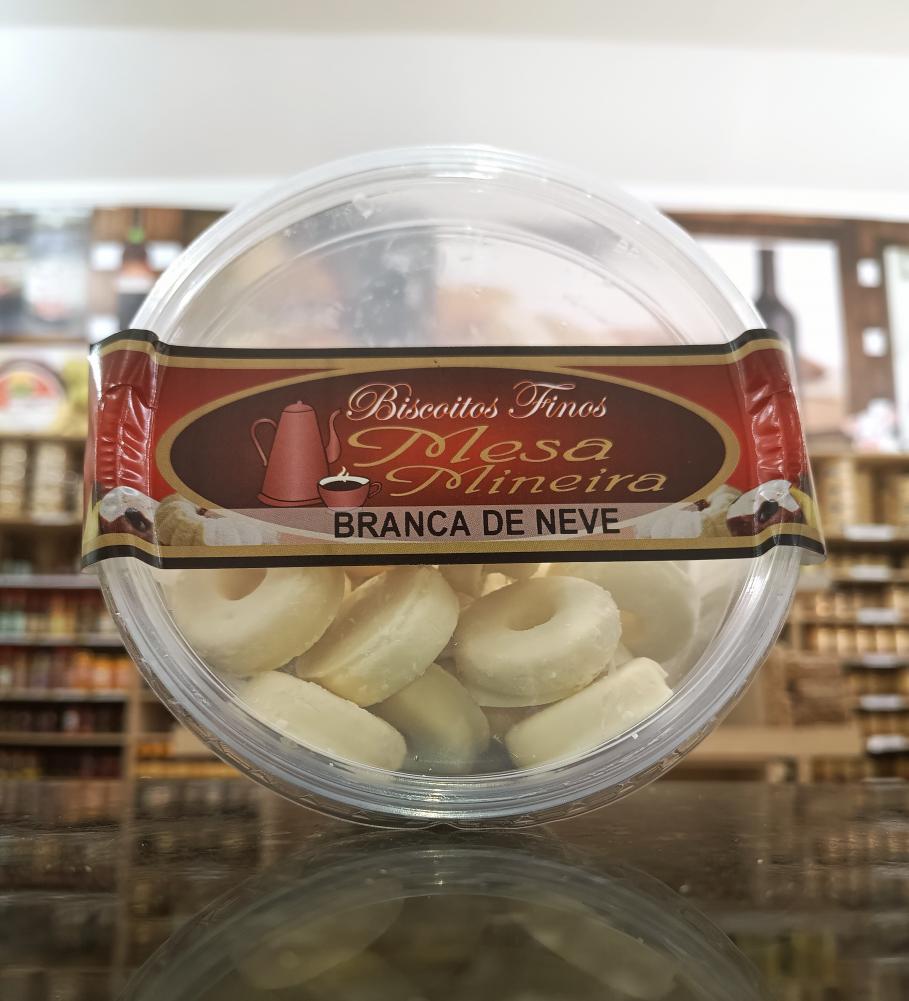 Biscoitos Finos
Mesa
Mineira
BRANCA DE NEVE